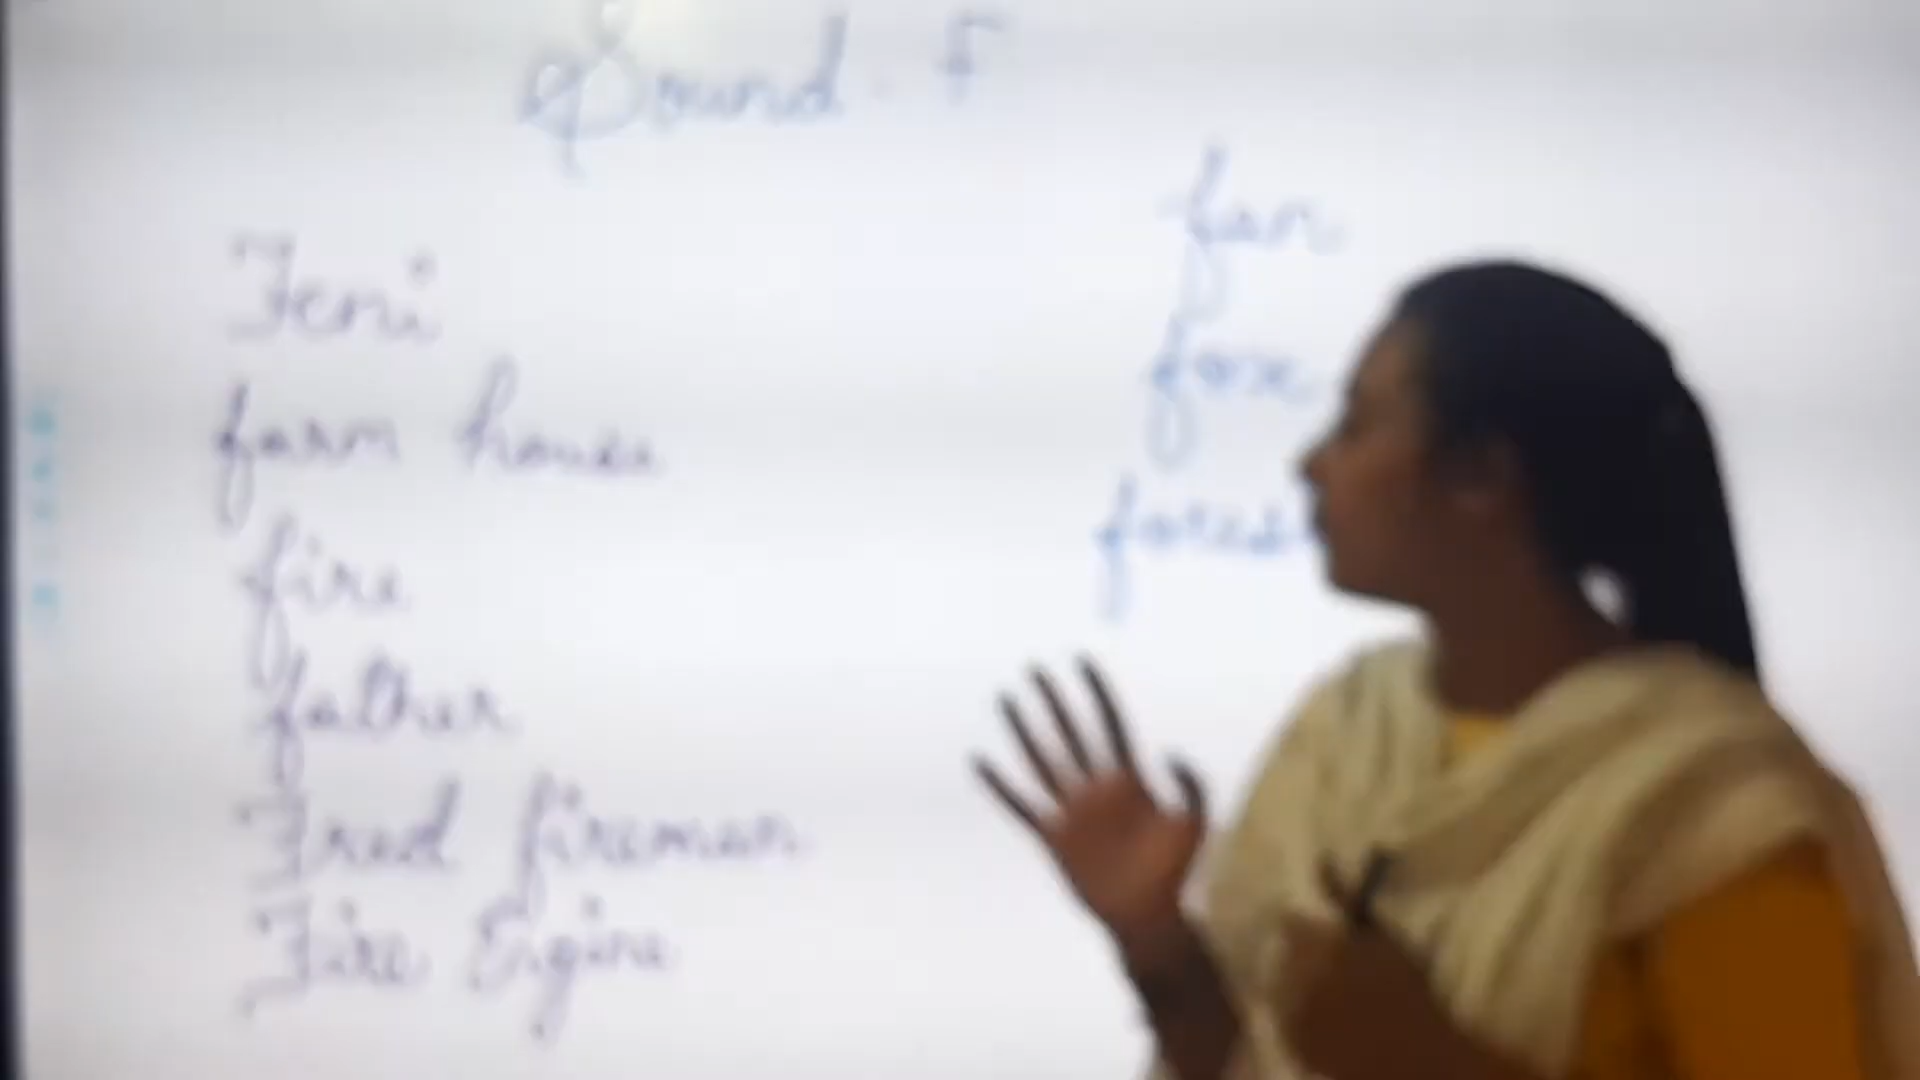 Sound - F
Feni
farm house
fire
father
Fred fireman
Fire Engine
fan
fox